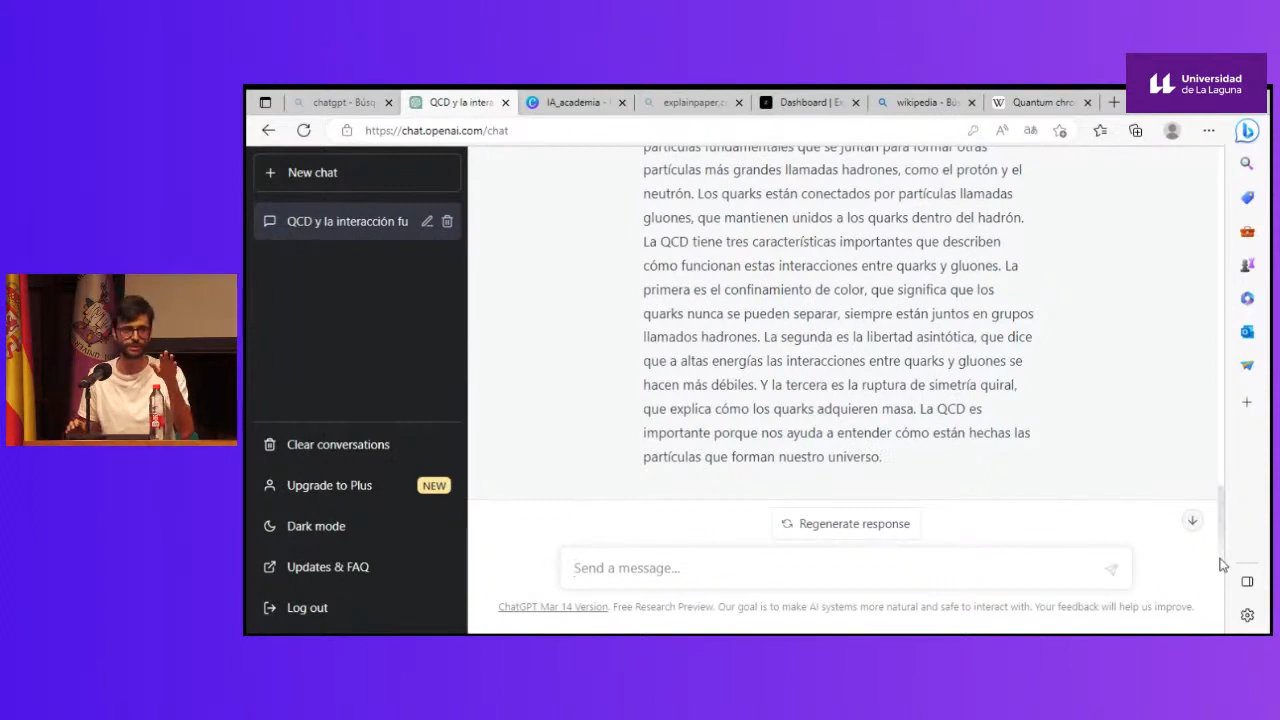 Universidad
de La Laguna
chatgpt - Búsq
QCD y la intera
IA_academia -
explainpaper.c
Dashboard | Ex
wikipedia - Bús
Quantum chro
https://chat.openai.com/chat
New chat
QCD y la interacción fu
Clear conversations
Upgrade to Plus NEW
Dark mode
Updates & FAQ
Log out
partículas fundamentales que se juntan para formar otras
partículas más grandes llamadas hadrones, como el protón y el
neutrón. Los quarks están conectados por partículas llamadas
gluones, que mantienen unidos a los quarks dentro del hadrón.
La QCD tiene tres características importantes que describen
cómo funcionan estas interacciones entre quarks y gluones. La
primera es el confinamiento de color, que significa que los
quarks nunca se pueden separar, siempre están juntos en grupos
llamados hadrones. La segunda es la libertad asintótica, que dice
que a altas energías las interacciones entre quarks y gluones se
hacen más débiles. Y la tercera es la ruptura de simetría quiral,
que explica cómo los quarks adquieren masa. La QCD es
importante porque nos ayuda a entender cómo están hechas las
partículas que forman nuestro universo.
Regenerate response
Send a message...
ChatGPT Mar 14 Version. Free Research Preview. Our goal is to make AI systems more natural and safe to interact with. Your feedback will help us improve.